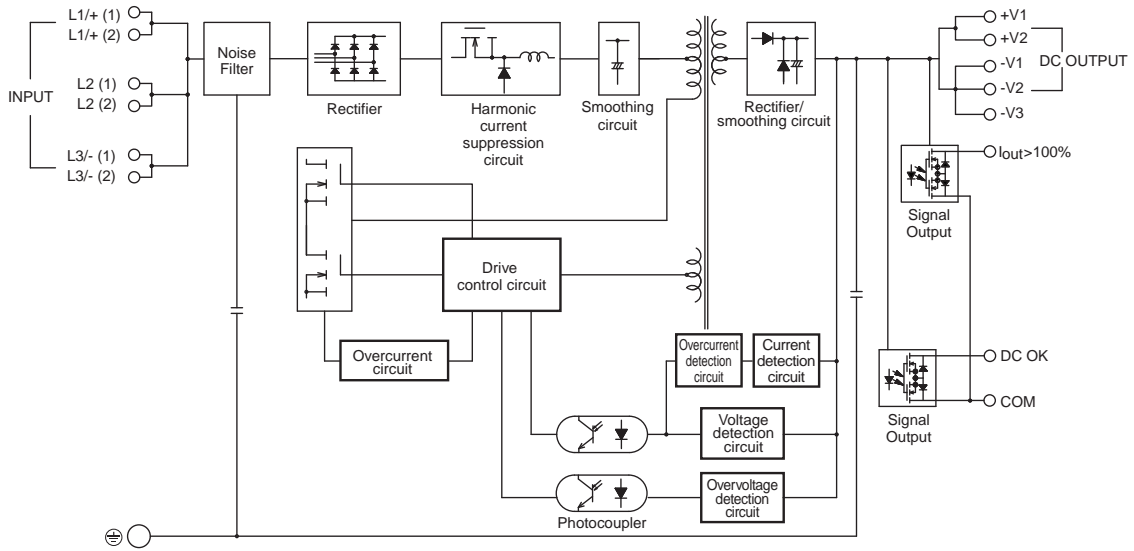 L1/+ (1)
L1/+ (2)
L2 (1)
L2 (2)
L3/- (1)
L3/- (2)
INPUT
Noise
Filter
Rectifier
Harmonic
current
suppression
circuit
Smoothing
circuit
Rectifier/
smoothing circuit
+V1
+V2
-V1
-V2
-V3
DC OUTPUT
Iout>100%
Signal
Output
Drive
control circuit
Overcurrent
circuit
Overcurrent
detection
circuit
Current
detection
circuit
DC OK
COM
Signal
Output
Voltage
detection
circuit
Overvoltage
detection
circuit
Photocoupler